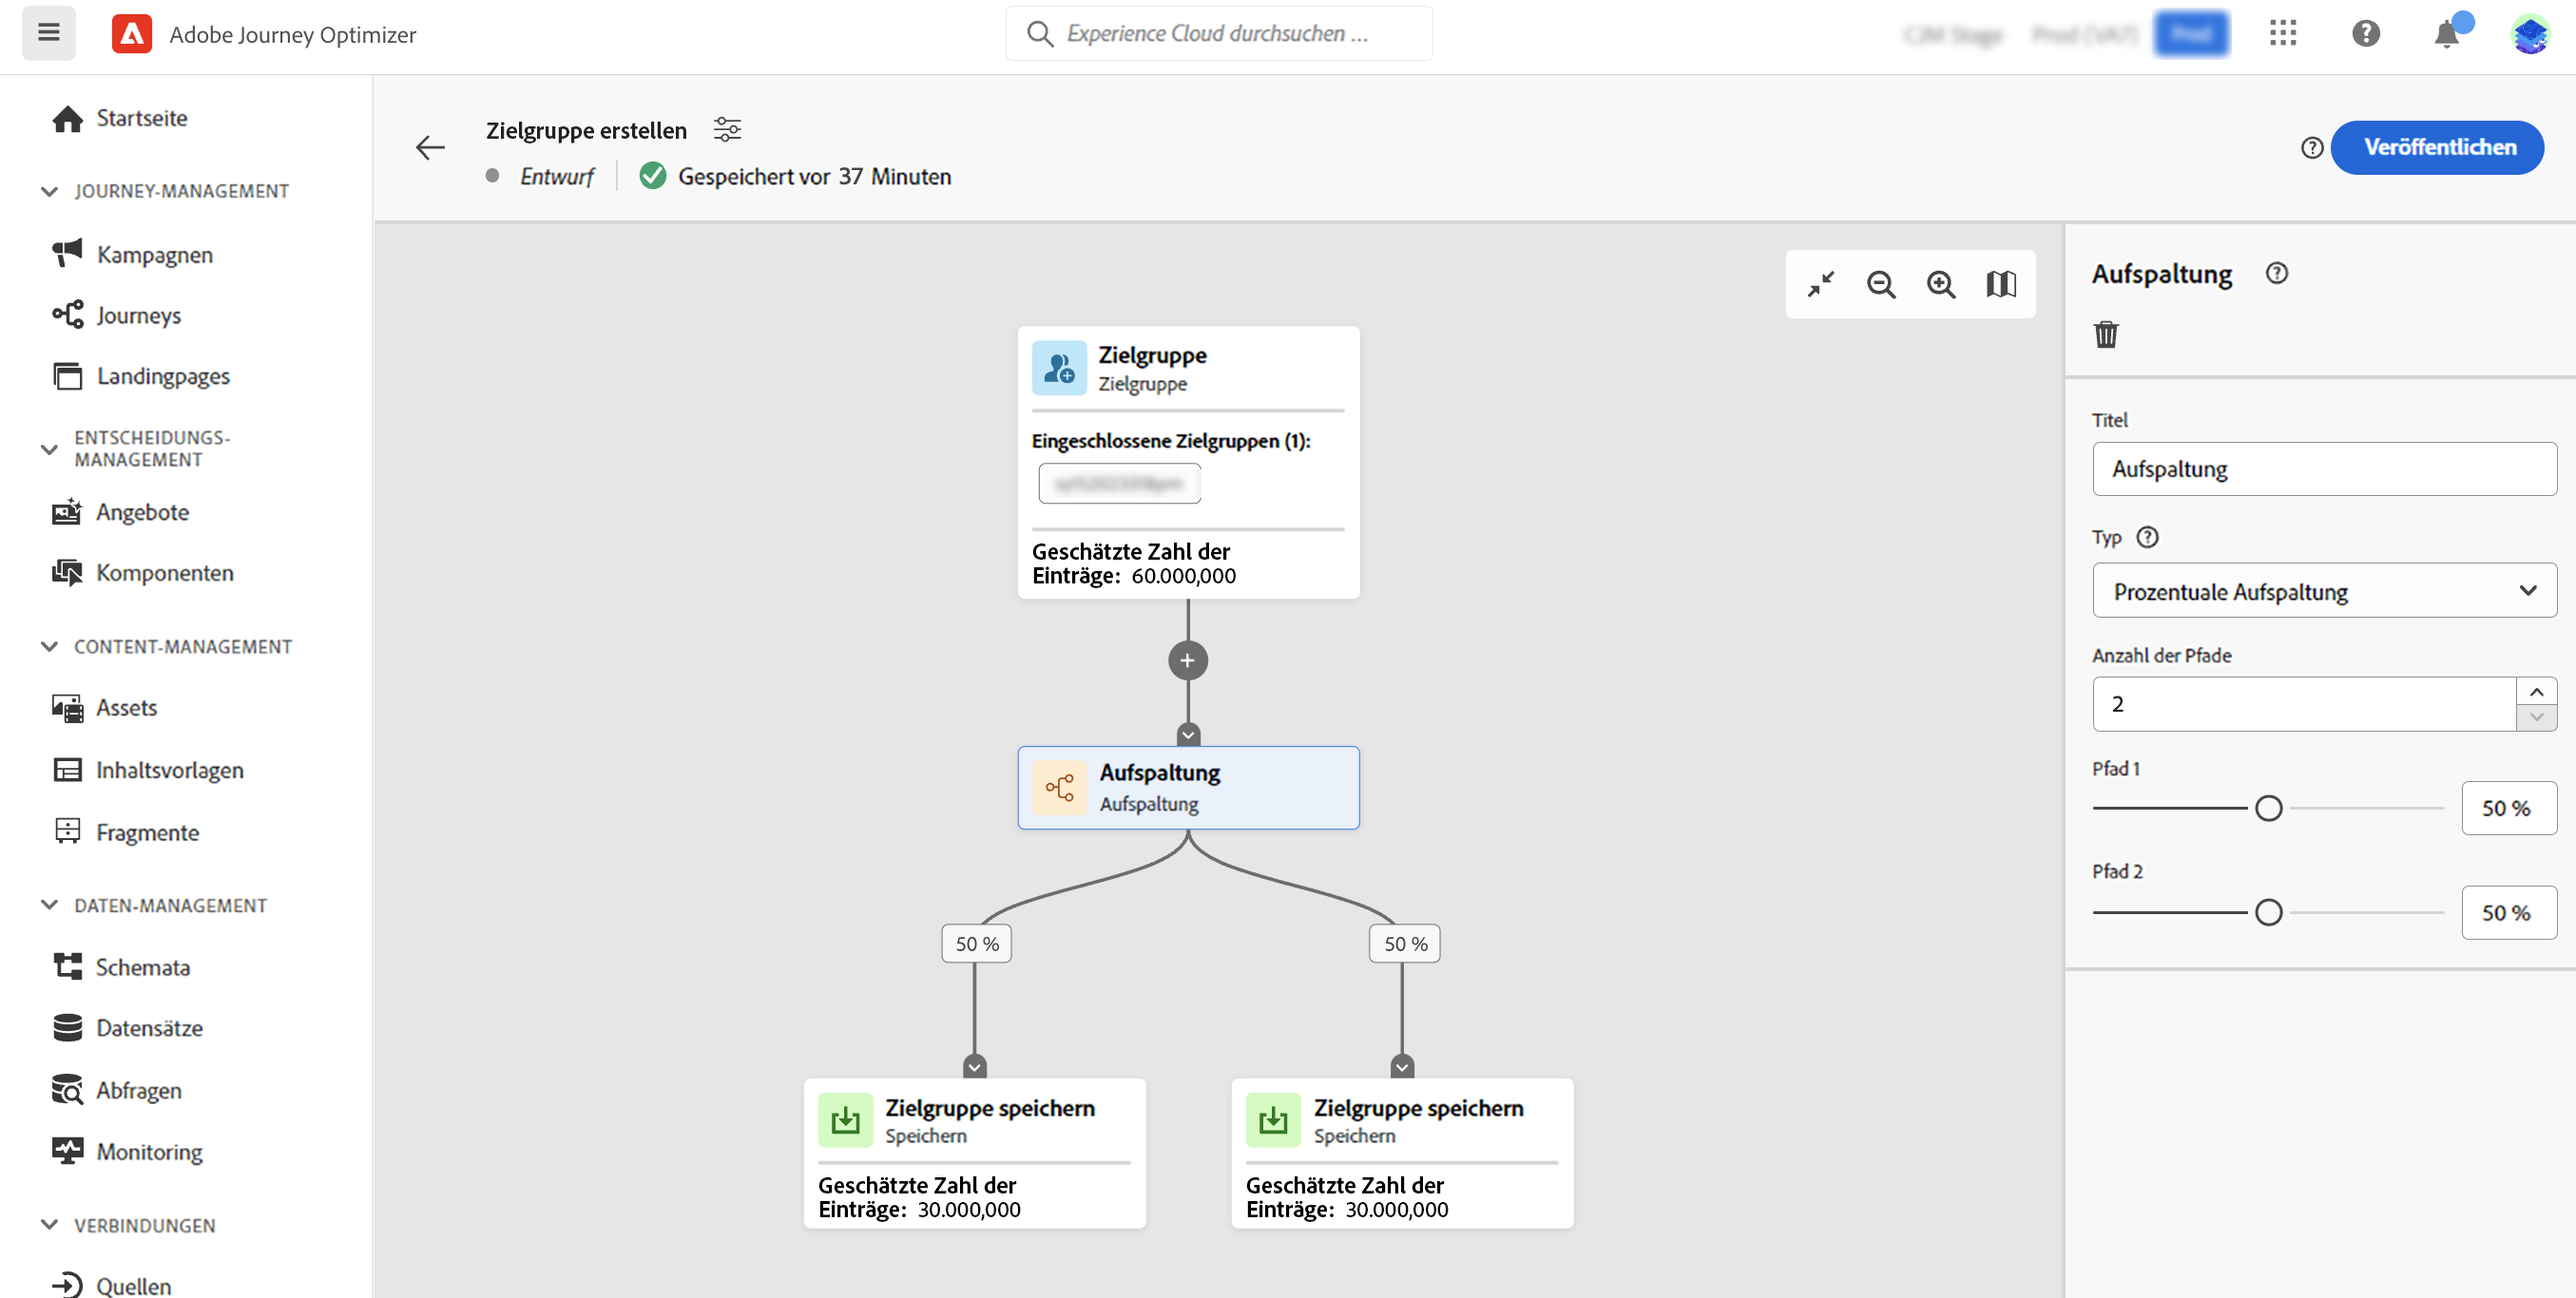 Adobe Journey Optimizer
Experience Cloud durchsuchen ...
Startseite
JOURNEY-MANAGEMENT
Kampagnen
Journeys
Landingpages
ENTSCHEIDUNGS-
MANAGEMENT
Angebote
Komponenten
CONTENT-MANAGEMENT
Assets
Inhaltsvorlagen
Fragmente
DATEN-MANAGEMENT
Schemata
Datensätze
Abfragen
Monitoring
VERBINDUNGEN
Quellen
Zielgruppe erstellen
Entwurf
Gespeichert vor 37 Minuten
Veröffentlichen
Zielgruppe
Zielgruppe
Eingeschlossene Zielgruppen (1):
Geschätzte Zahl der
Einträge: 60.000,000
Aufspaltung
Aufspaltung
50 %
50 %
Zielgruppe speichern
Speichern
Geschätzte Zahl der
Einträge: 30.000,000
Zielgruppe speichern
Speichern
Geschätzte Zahl der
Einträge: 30.000,000
Aufspaltung
Titel
Aufspaltung
Typ
Prozentuale Aufspaltung
Anzahl der Pfade
2
Pfad 1
50 %
Pfad 2
50 %